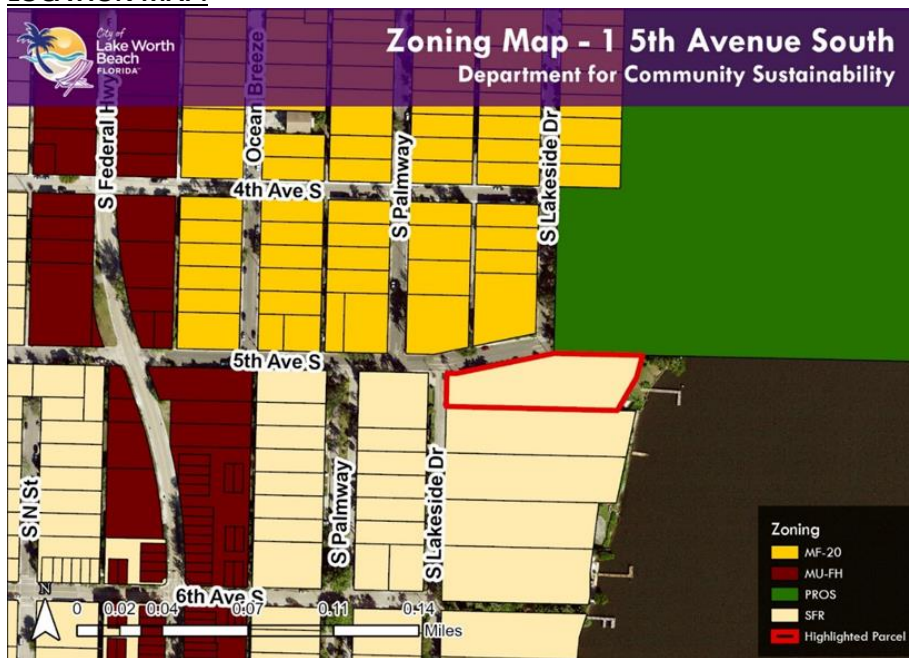 LOCATION MAP:
City of
Lake Worth
Beach
FLORIDA
Zoning Map - 1 5th Avenue South
Department for Community Sustainability
S Federal Hwy
Ocean Breeze
S Palmway
S Lakeside Dr
4th Ave S
5th Ave S
S N St
S Palmway
S Lakeside Dr
6th Ave S
N
0 0.02 0.04 0.07 0.11 0.14
Miles
Zoning
MF-20
MU-FH
PROS
SFR
Highlighted Parcel